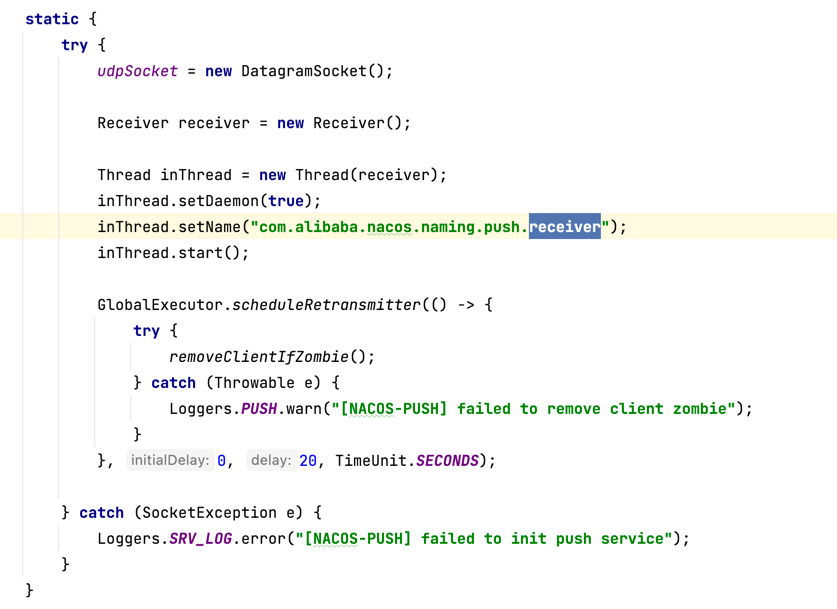 static {
try {
udpSocket = new DatagramSocket();
Receiver receiver = new Receiver();
Thread inThread = new Thread(receiver);
inThread.setDaemon(true);
inThread.setName("com.alibaba.nacos.naming.push.receiver");
inThread.start();
GlobalExecutor.scheduleRetransmitter(() -> {
try {
removeClientIfZombie();
} catch (Throwable e) {
Loggers.PUSH.warn("[NACOS-PUSH] failed to remove client zombie");
}
}, initialDelay: 0, delay: 20, TimeUnit.SECONDS);
} catch (SocketException e) {
Loggers.SRV_LOG.error("[NACOS-PUSH] failed to init push service");
}
}